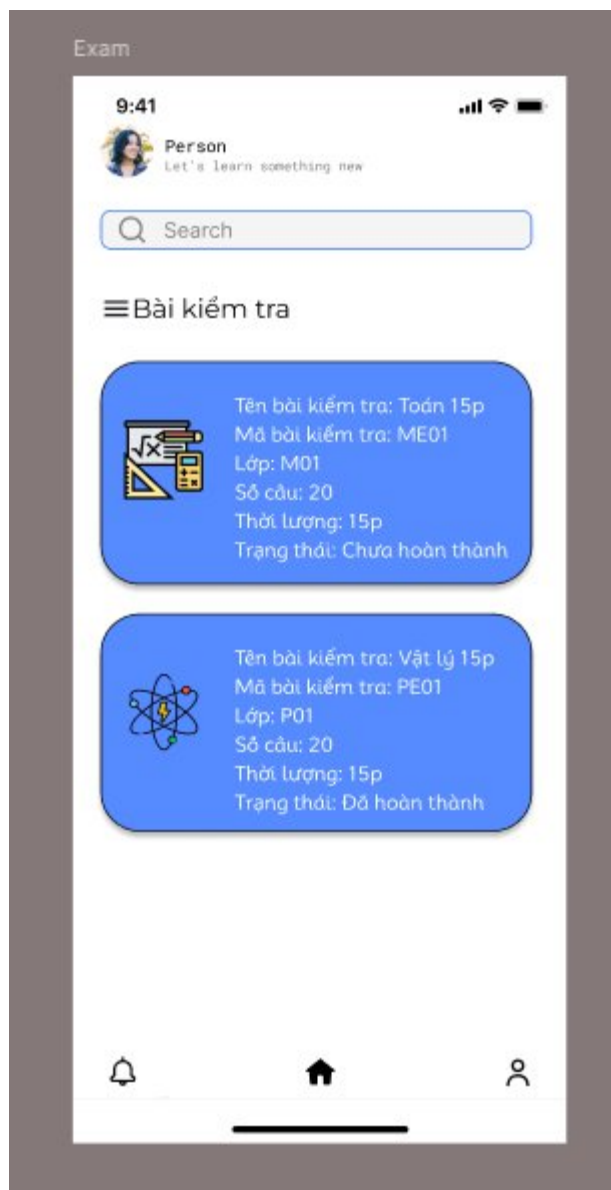 Exam
9:41
Person
Let's learn something new
Search
Bài kiểm tra
Tên bài kiểm tra: Toán 15p
Mã bài kiểm tra: ME01
Lớp: M01
Số câu: 20
Thời lượng: 15p
Trạng thái: Chưa hoàn thành
√x
Tên bài kiểm tra: Vật lý 15p
Mã bài kiểm tra: PE01
Lớp: P01
Số câu: 20
Thời lượng: 15p
Trạng thái: Đã hoàn thành